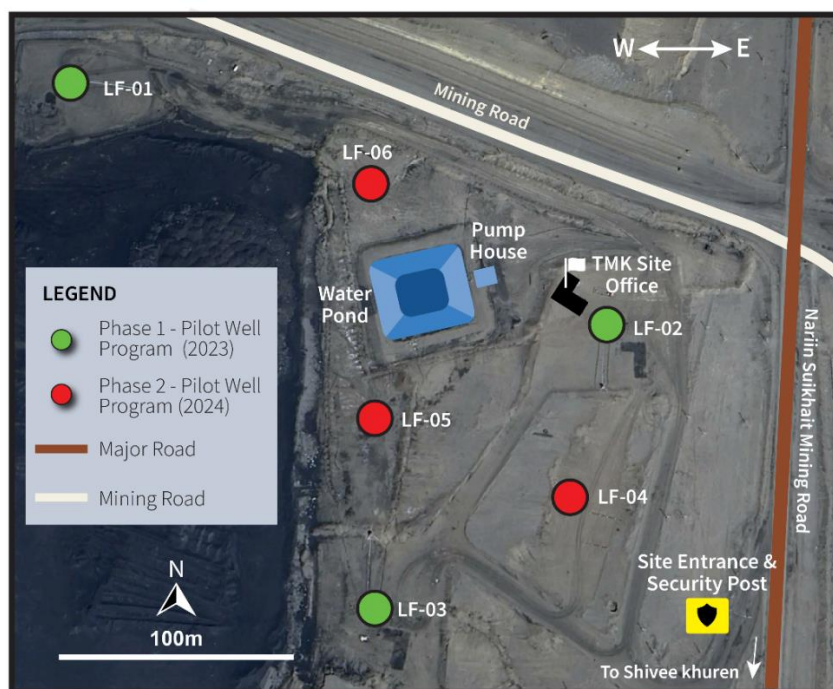 W E
LF-01
Mining Road
LF-06
Pump
House
TMK Site
Office
Water
Pond
LF-02
LEGEND
Phase 1 - Pilot Well
Program (2023)
Phase 2 - Pilot Well
Program (2024)
Major Road
Mining Road
LF-05
LF-04
Nariin Suikhait Mining Road
Site Entrance &
Security Post
LF-03
N
100m
To Shivee khuren